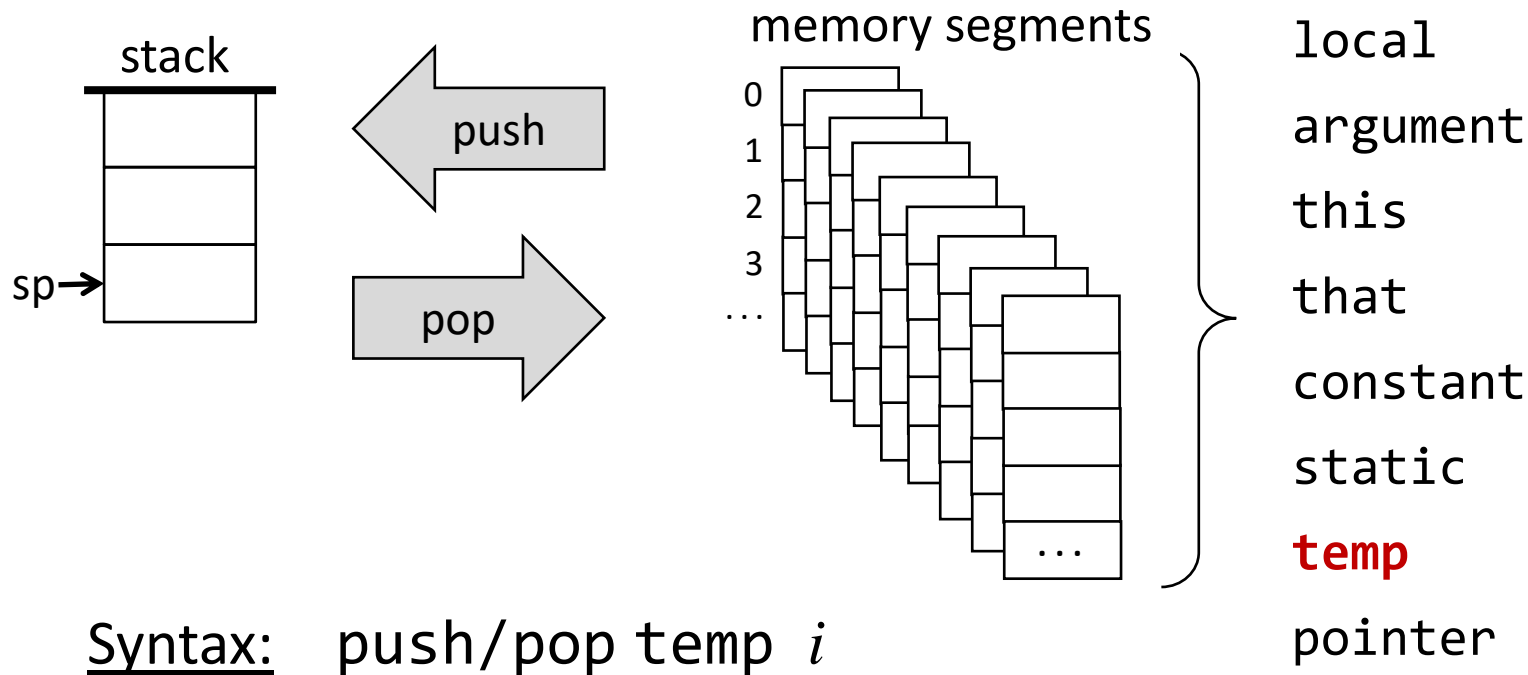 stack
sp
push
pop
memory segments
0
1
2
3
...
...
local
argument
this
that
constant
static
temp
pointer
Syntax: push/pop temp i